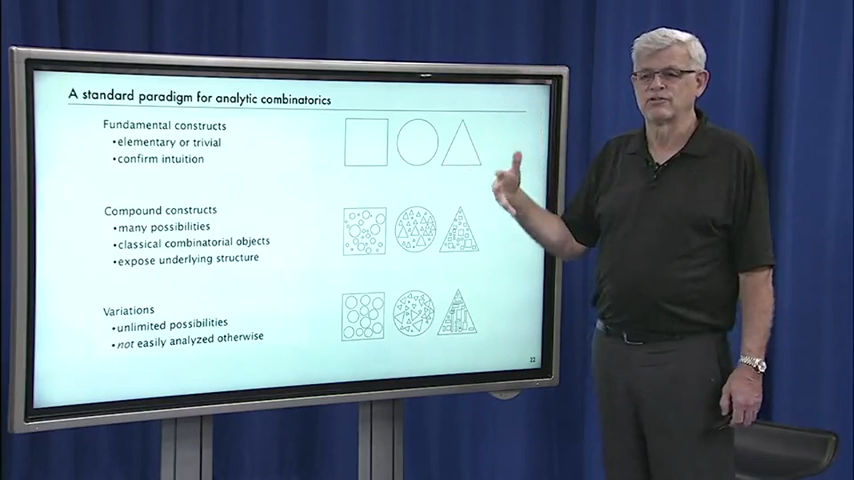 A standard paradigm for analytic combinatorics
Fundamental constructs
•elementary or trivial
•confirm intuition
Compound constructs
•many possibilities
•classical combinatorial objects
•expose underlying structure
Variations
•unlimited possibilities
•not easily analyzed otherwise
22